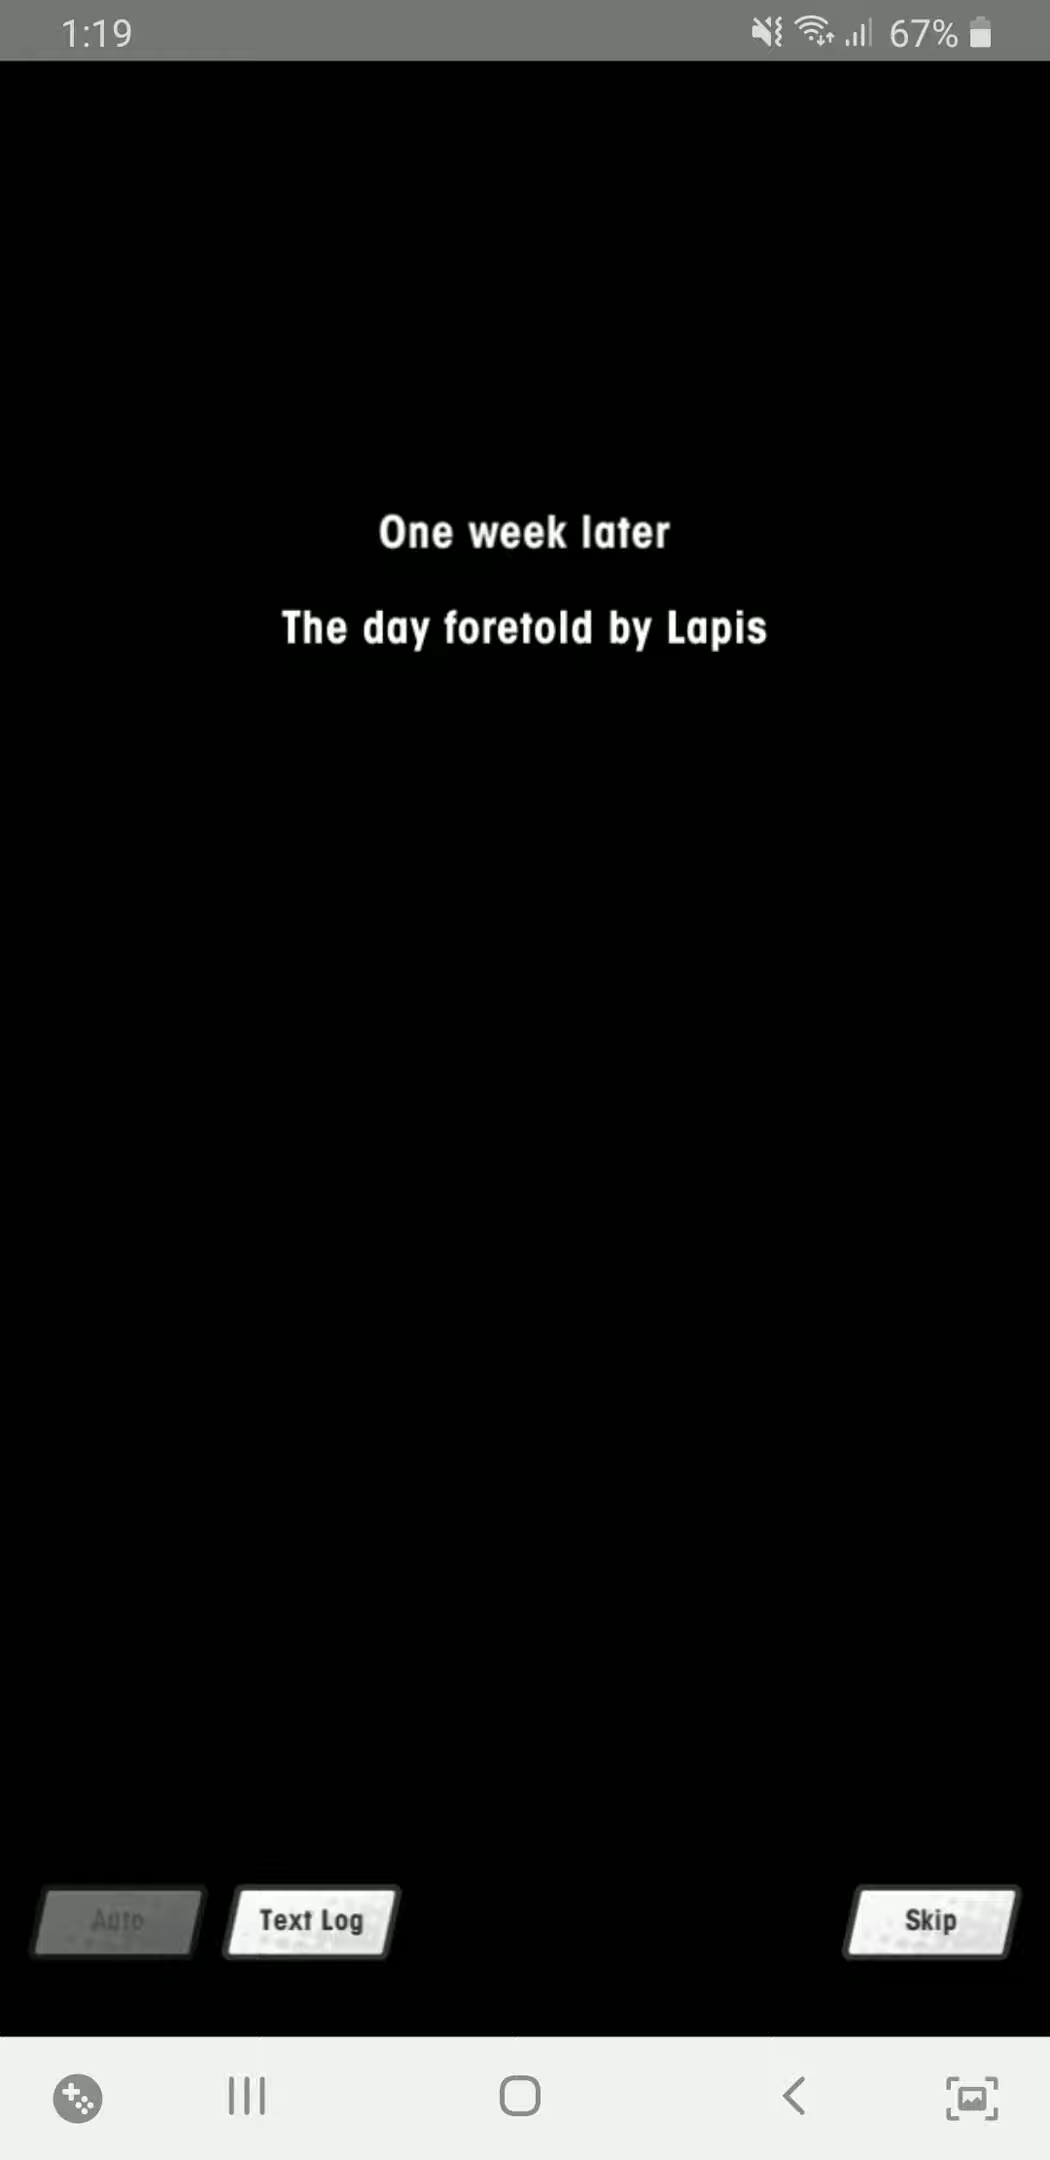 1:19
67%
One week later
The day foretold by Lapis
Auto
Text Log
Skip